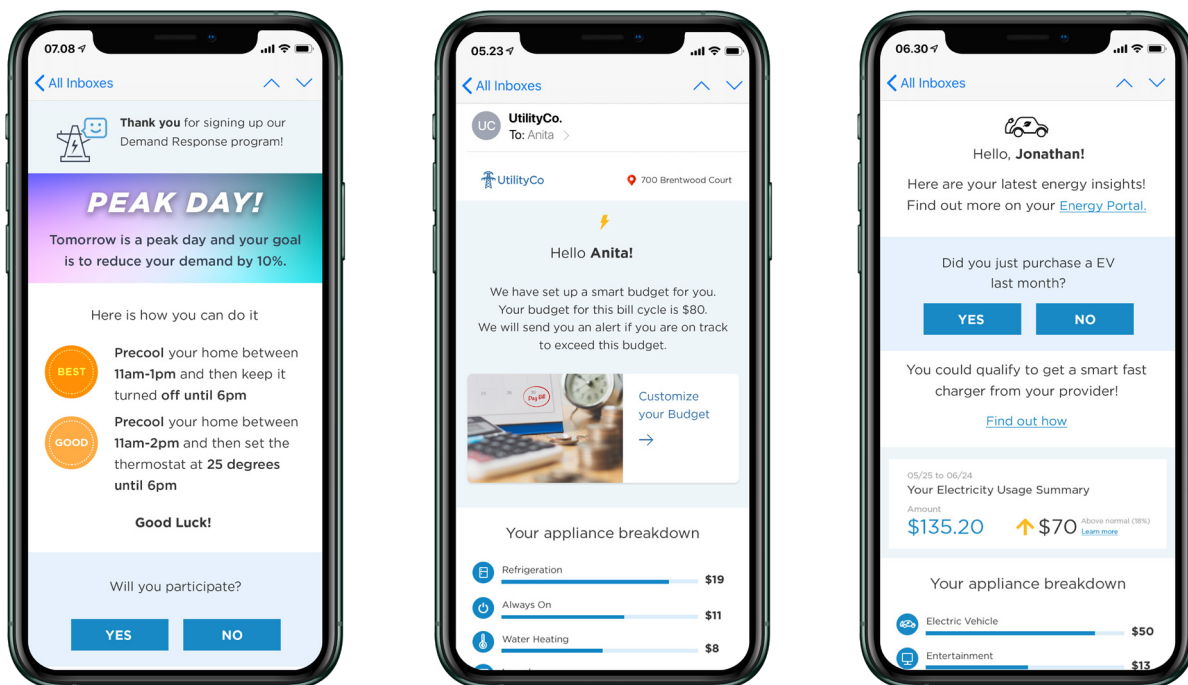 07.08
All Inboxes
Thank you for signing up our
Demand Response program!
PEAK DAY!
Tomorrow is a peak day and your goal
is to reduce your demand by 10%.
Here is how you can do it
BEST
Precool your home between
11am-1pm and then keep it
turned off until 6pm
GOOD
Precool your home between
11am-2pm and then set the
thermostat at 25 degrees
until 6pm
Good Luck!
Will you participate?
YES
NO
05.23
All Inboxes
UC
UtilityCo.
To: Anita
UtilityCo
700 Brentwood Court
Hello Anita!
We have set up a smart budget for you.
Your budget for this bill cycle is $80.
We will send you an alert if you are on track
to exceed this budget.
Pay Bill
Customize
your Budget
Your appliance breakdown
Refrigeration
$19
Always On
$11
Water Heating
$8
06.30
All Inboxes
Hello, Jonathan!
Here are your latest energy insights!
Find out more on your Energy Portal.
Did you just purchase a EV
last month?
YES
NO
You could qualify to get a smart fast
charger from your provider!
Find out how
05/25 to 06/24
Your Electricity Usage Summary
Amount
$135.20
$70
Above normal (18%)
Learn more
Your appliance breakdown
Electric Vehicle
$50
Entertainment
$13